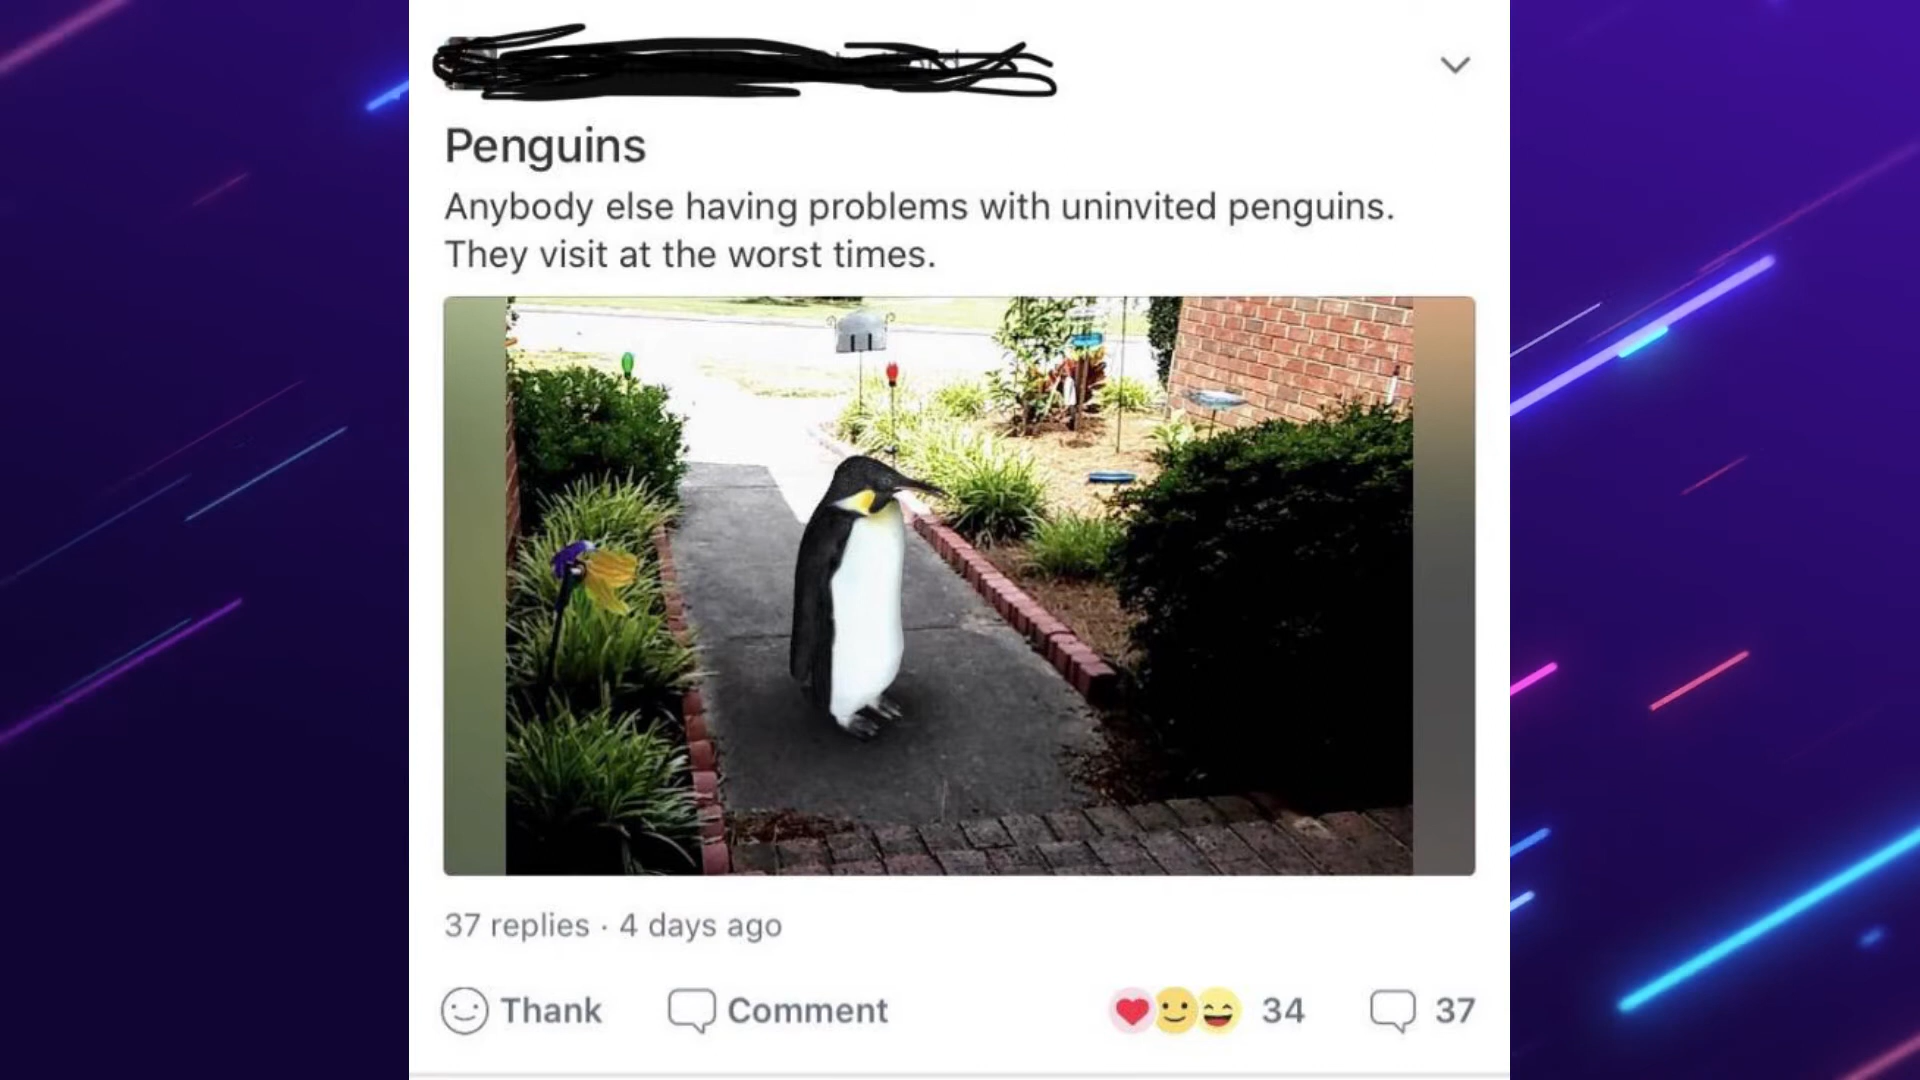 Penguins
Anybody else having problems with uninvited penguins.
They visit at the worst times.
37 replies · 4 days ago
Thank
Comment
34
37